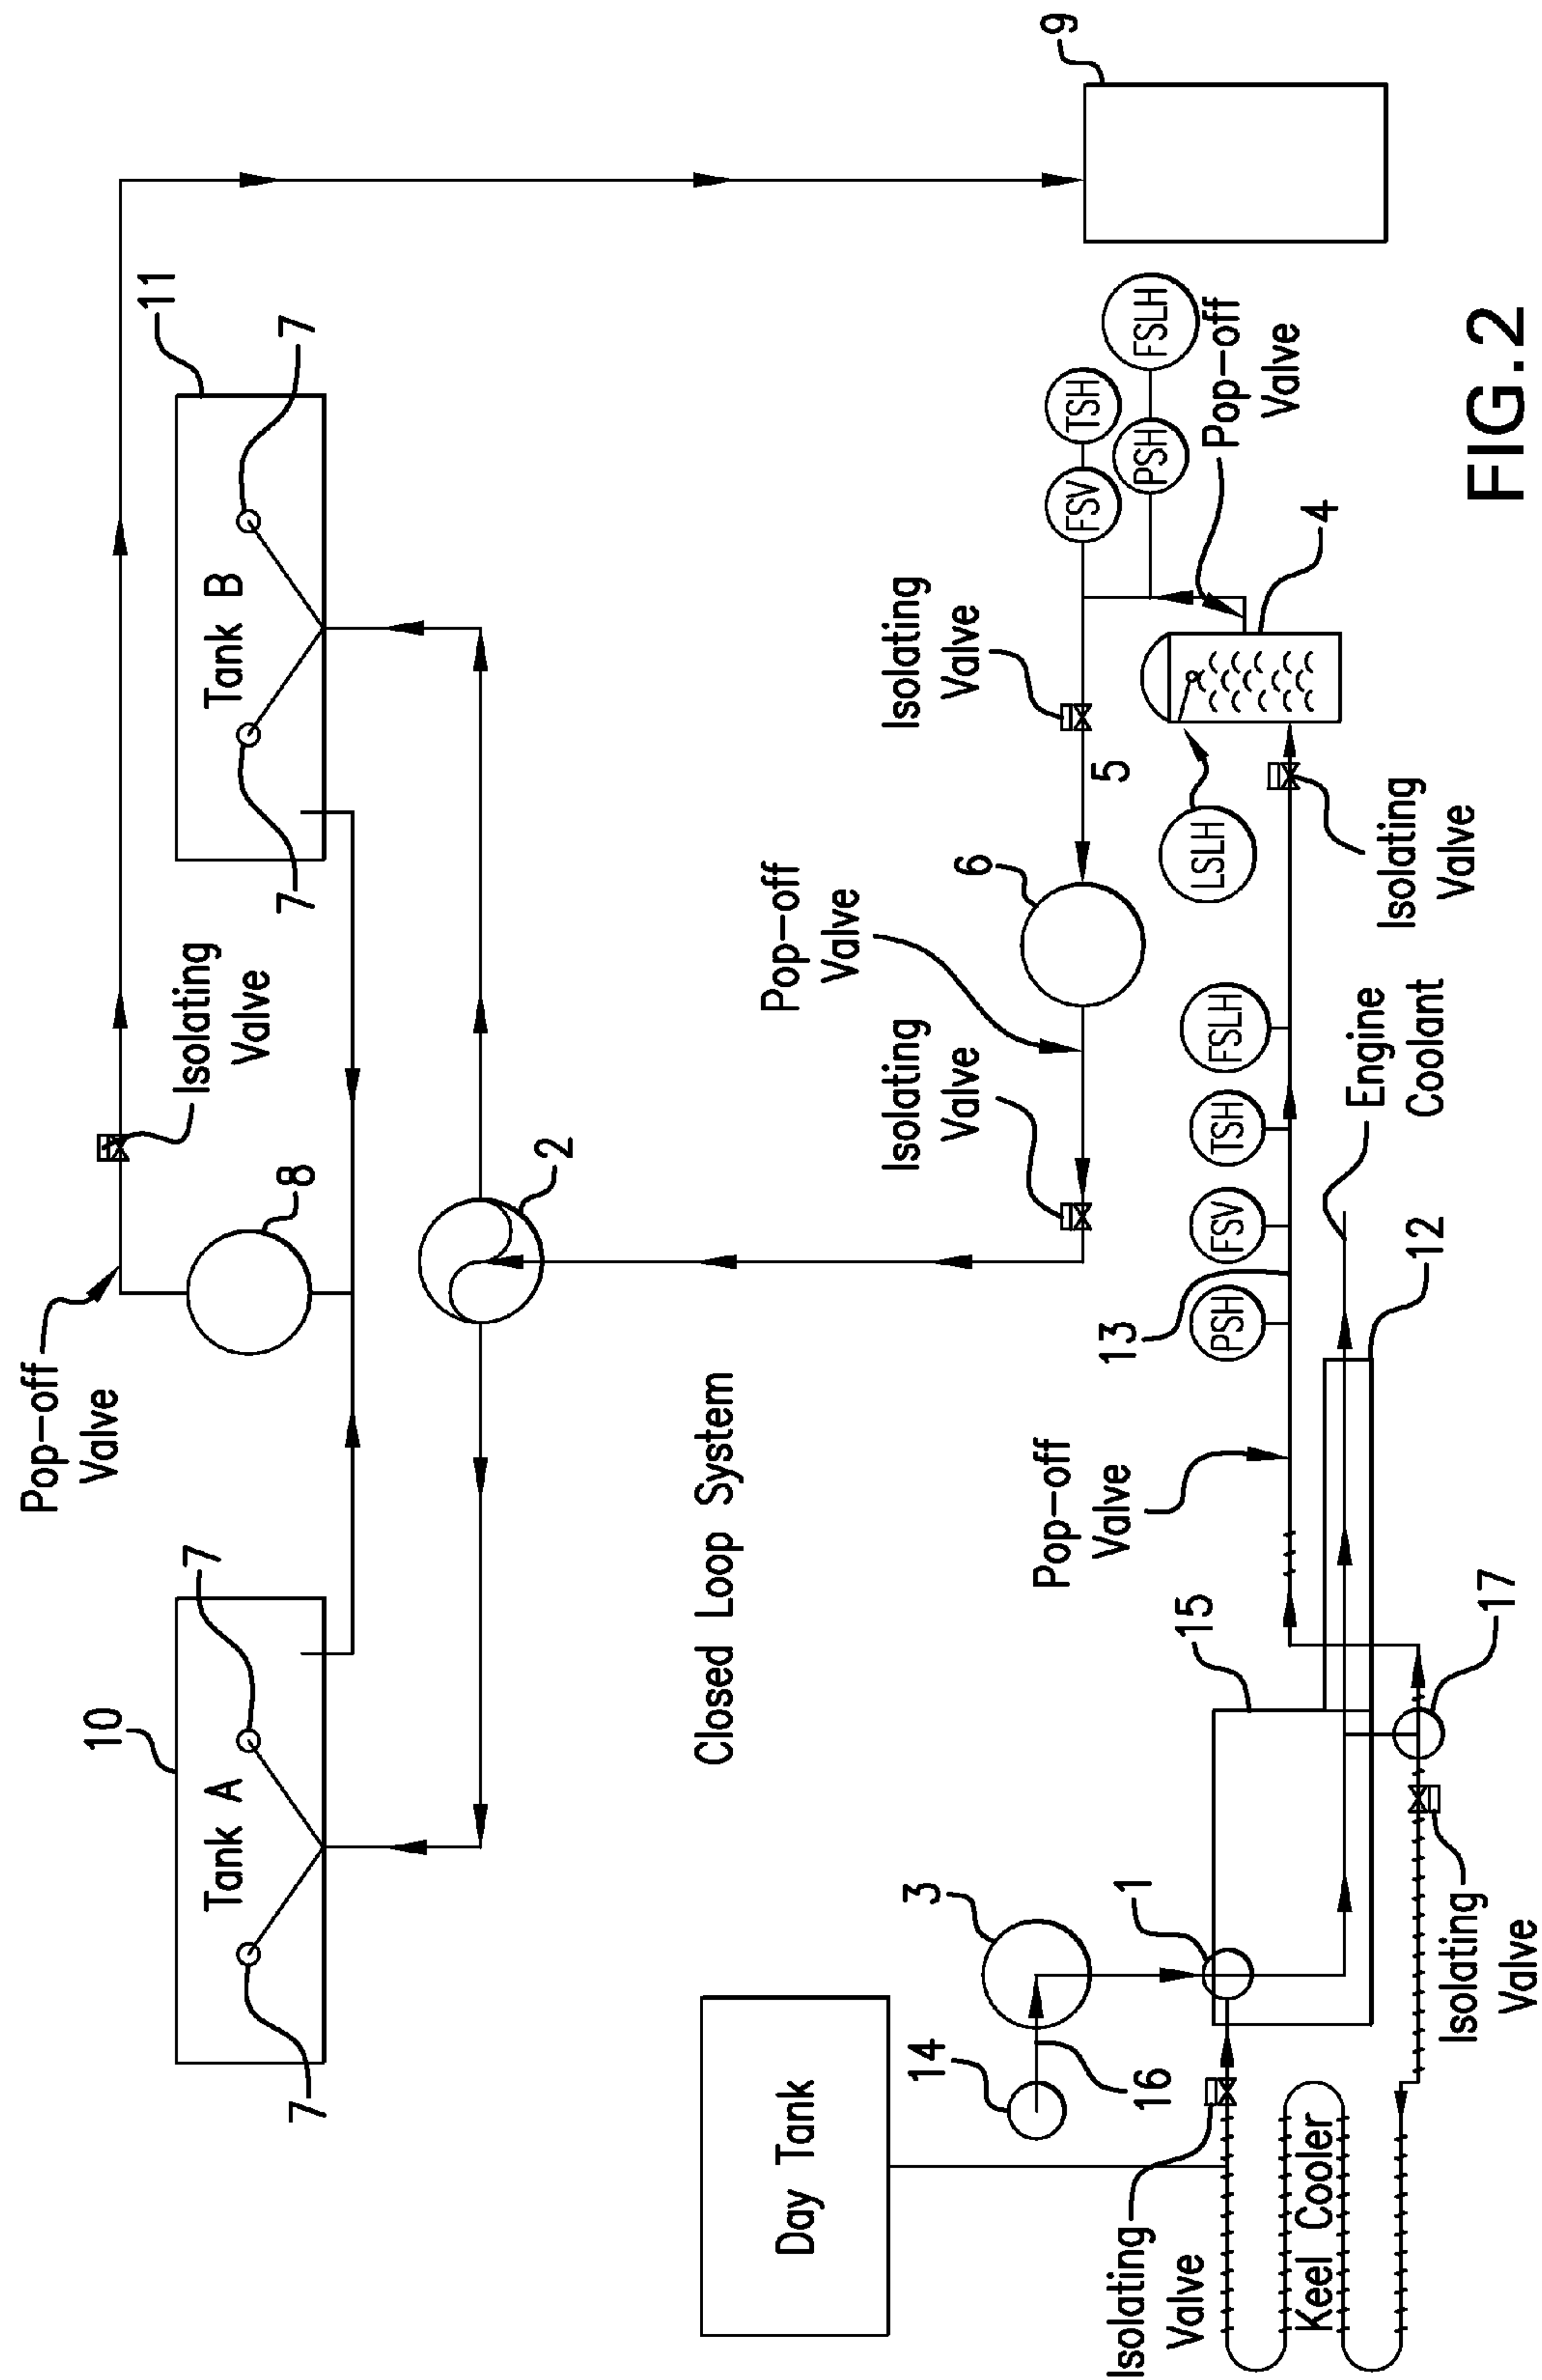 Pop-off
Valve
8
Isolating
Valve
9
10
Tank A
7
7
7
Tank B
7
7
11
2
Closed Loop System
Day Tank
14
16
3
1
15
Pop-off
Valve
13
PSH
FSV
TSH
FSLH
Isolating
Valve
Pop-off
Valve
6
5
Isolating
Valve
FSV
TSH
PSH
FSLH
Pop-off
Valve
LSLH
4
Isolating
Valve
Engine
Coolant
12
17
Isolating
Valve
Isolating
Valve
Keel Cooler
FIG.2